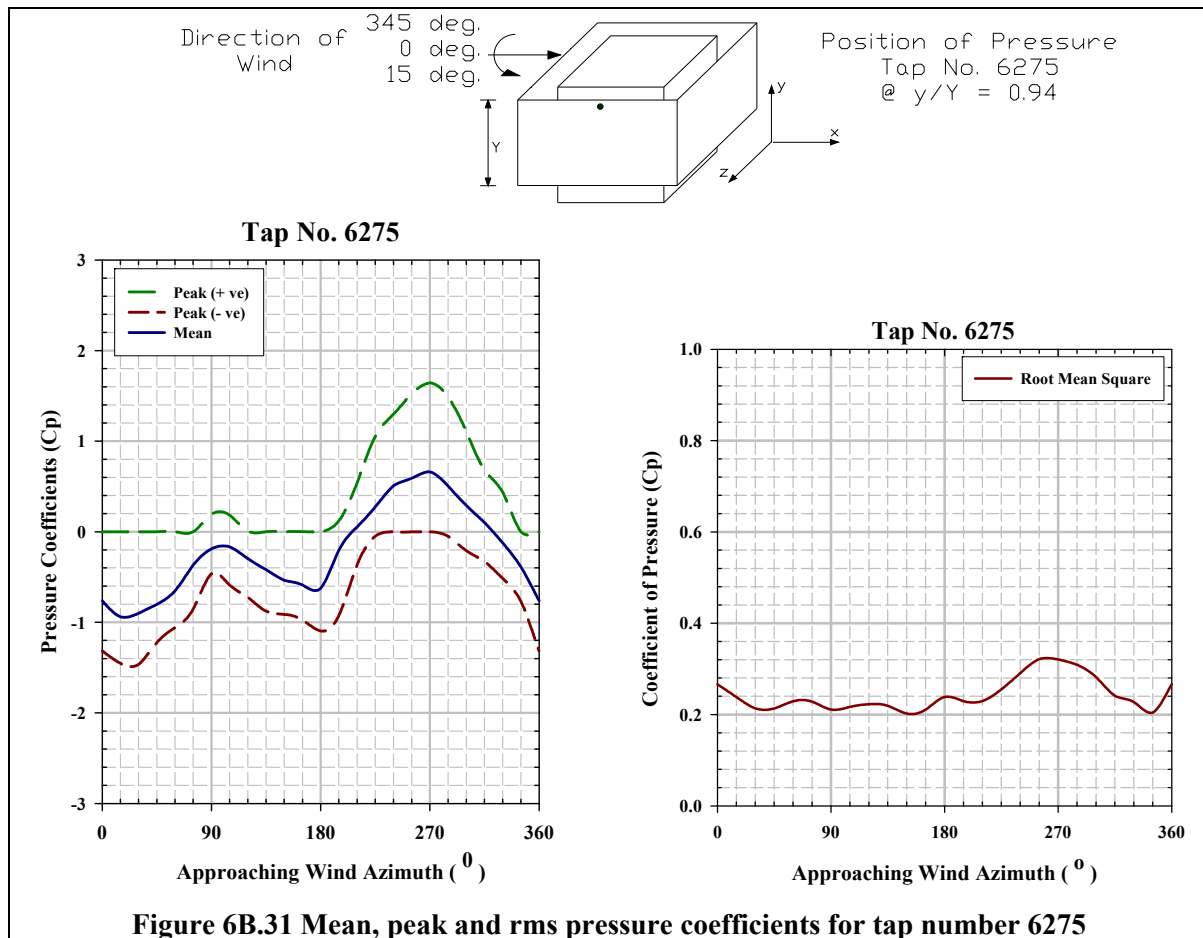 Direction of
Wind
345 deg.
0 deg.
15 deg.
Position of Pressure
Tap No. 6275
@ y/Y = 0.94
Y
y
x
z
Tap No. 6275
Peak (+ ve)
Peak (- ve)
Mean
Pressure Coefficients (Cp)
3
2
1
0
-1
-2
-3
0 90 180 270 360
Approaching Wind Azimuth ( 0 )
Tap No. 6275
Root Mean Square
Coefficient of Pressure (Cp)
1.0
0.8
0.6
0.4
0.2
0.0
0 90 180 270 360
Approaching Wind Azimuth ( o )
Figure 6B.31 Mean, peak and rms pressure coefficients for tap number 6275